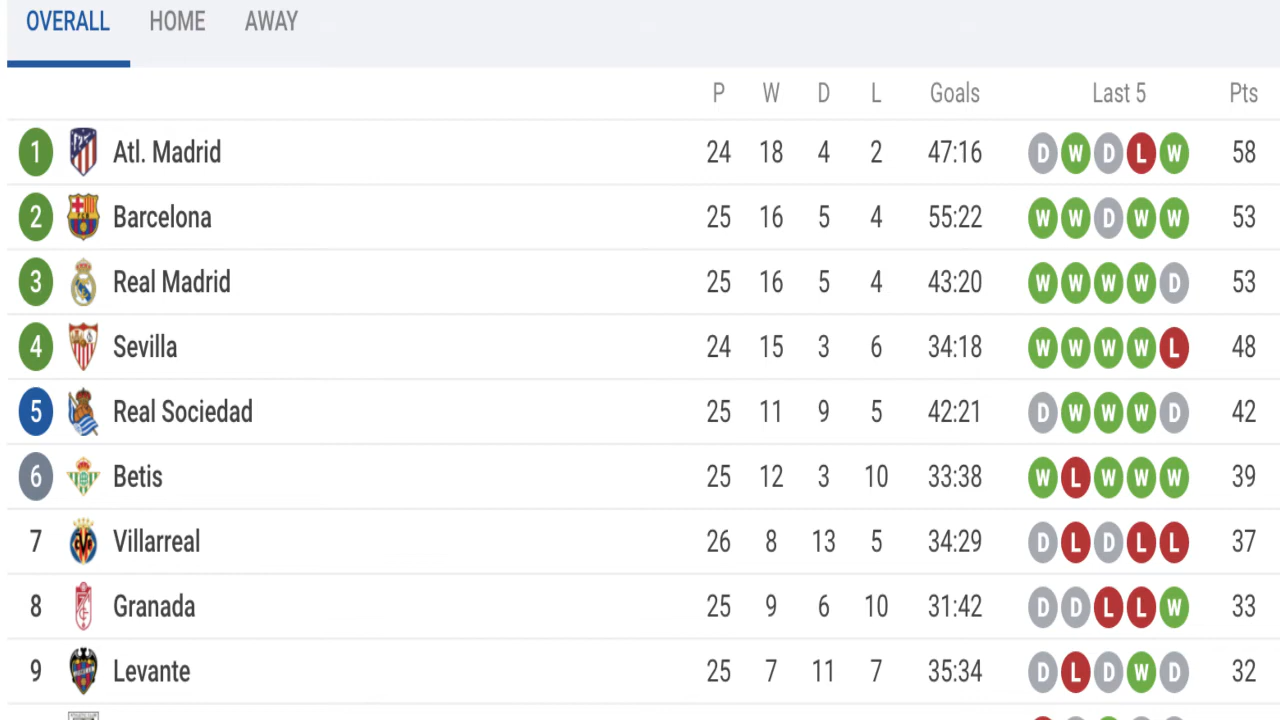 OVERALL HOME AWAY
P W D L Goals Last 5 Pts
1 Atl. Madrid 24 18 4 2 47:16 D W D L W 58
2 Barcelona 25 16 5 4 55:22 W W D W W 53
3 Real Madrid 25 16 5 4 43:20 W W W W D 53
4 Sevilla 24 15 3 6 34:18 W W W W L 48
5 Real Sociedad 25 11 9 5 42:21 D W W W D 42
6 Betis 25 12 3 10 33:38 W L W W W 39
7 Villarreal 26 8 13 5 34:29 D L D L L 37
8 Granada 25 9 6 10 31:42 D D L L W 33
9 Levante 25 7 11 7 35:34 D L D W D 32